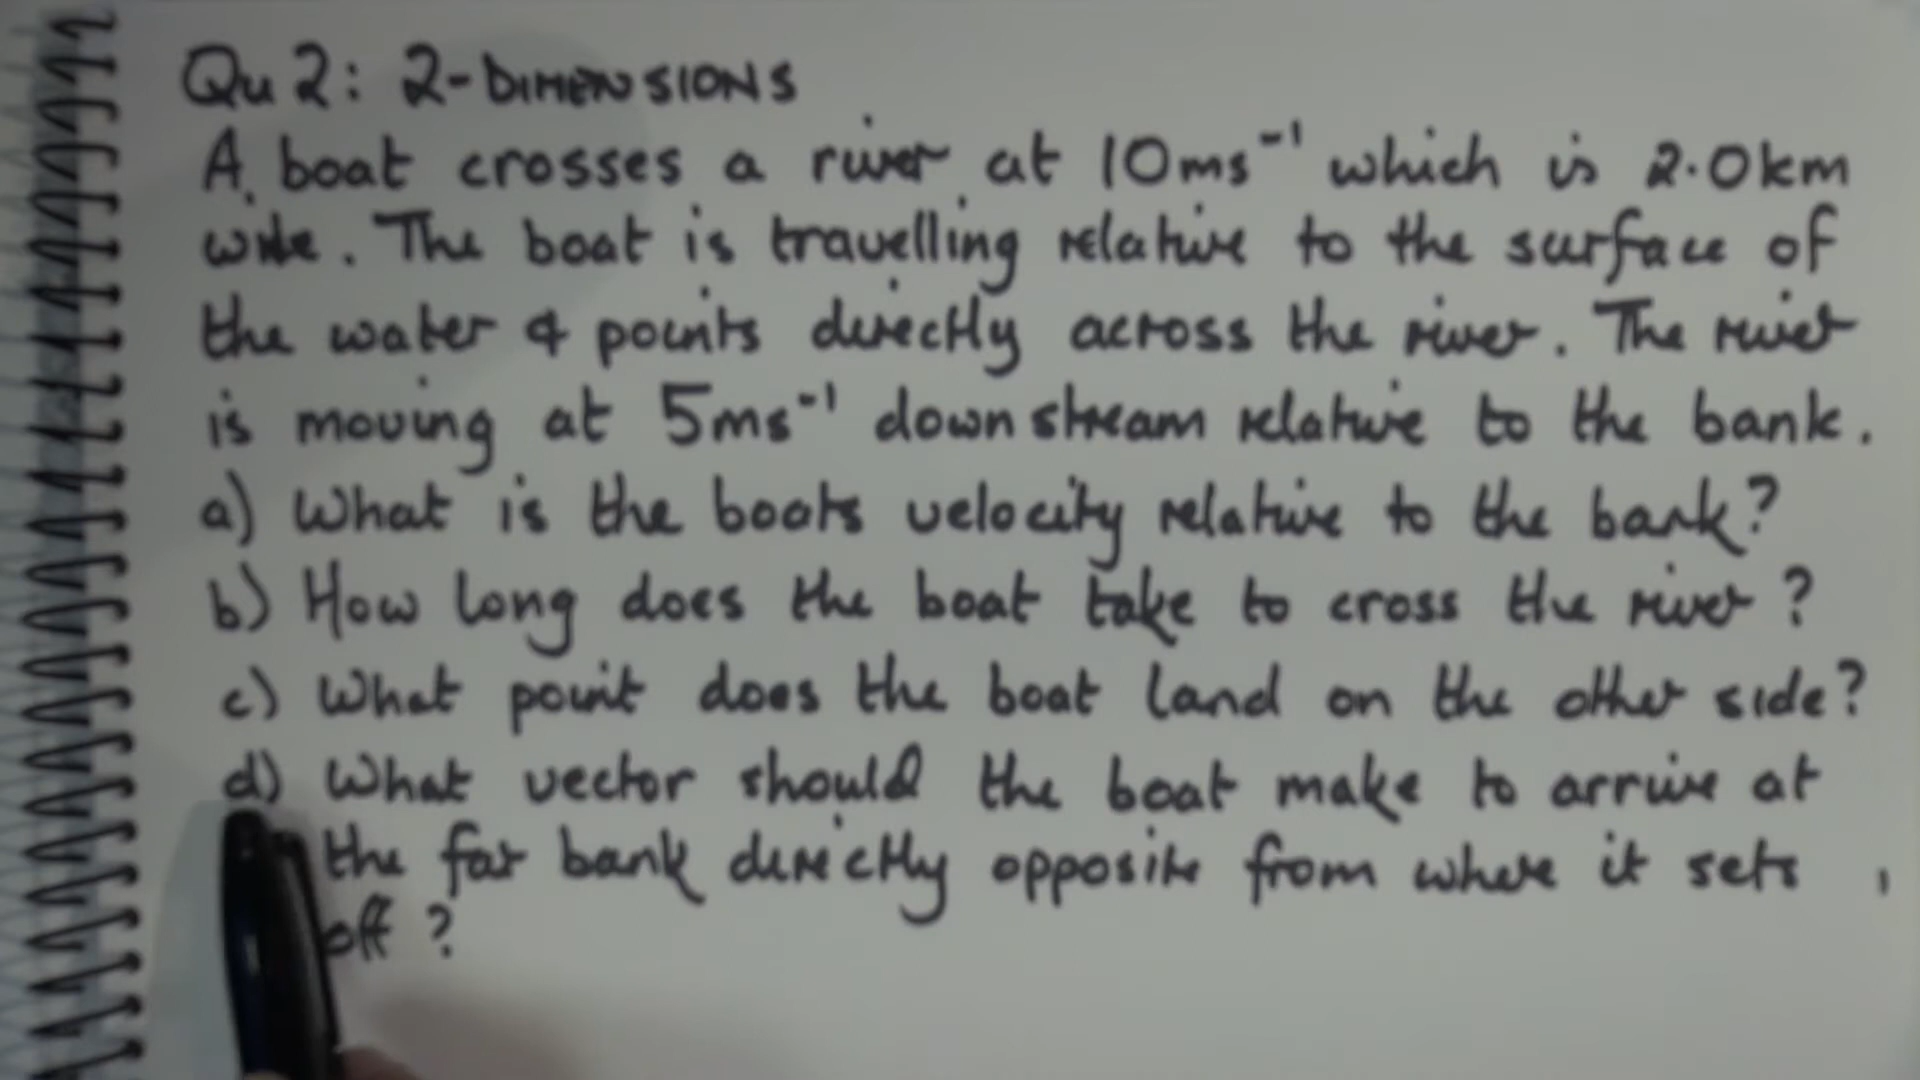 Qu 2: 2-DIMENSIONS
A boat crosses a river at 10ms⁻¹ which is 2.0km
wide. The boat is travelling relative to the surface of
the water & points directly across the river. The river
is moving at 5ms⁻¹ downstream relative to the bank.
a) What is the boats velocity relative to the bank?
b) How long does the boat take to cross the river?
c) What point does the boat land on the other side?
d) What vector should the boat make to arrive at
the far bank directly opposite from where it sets
off?